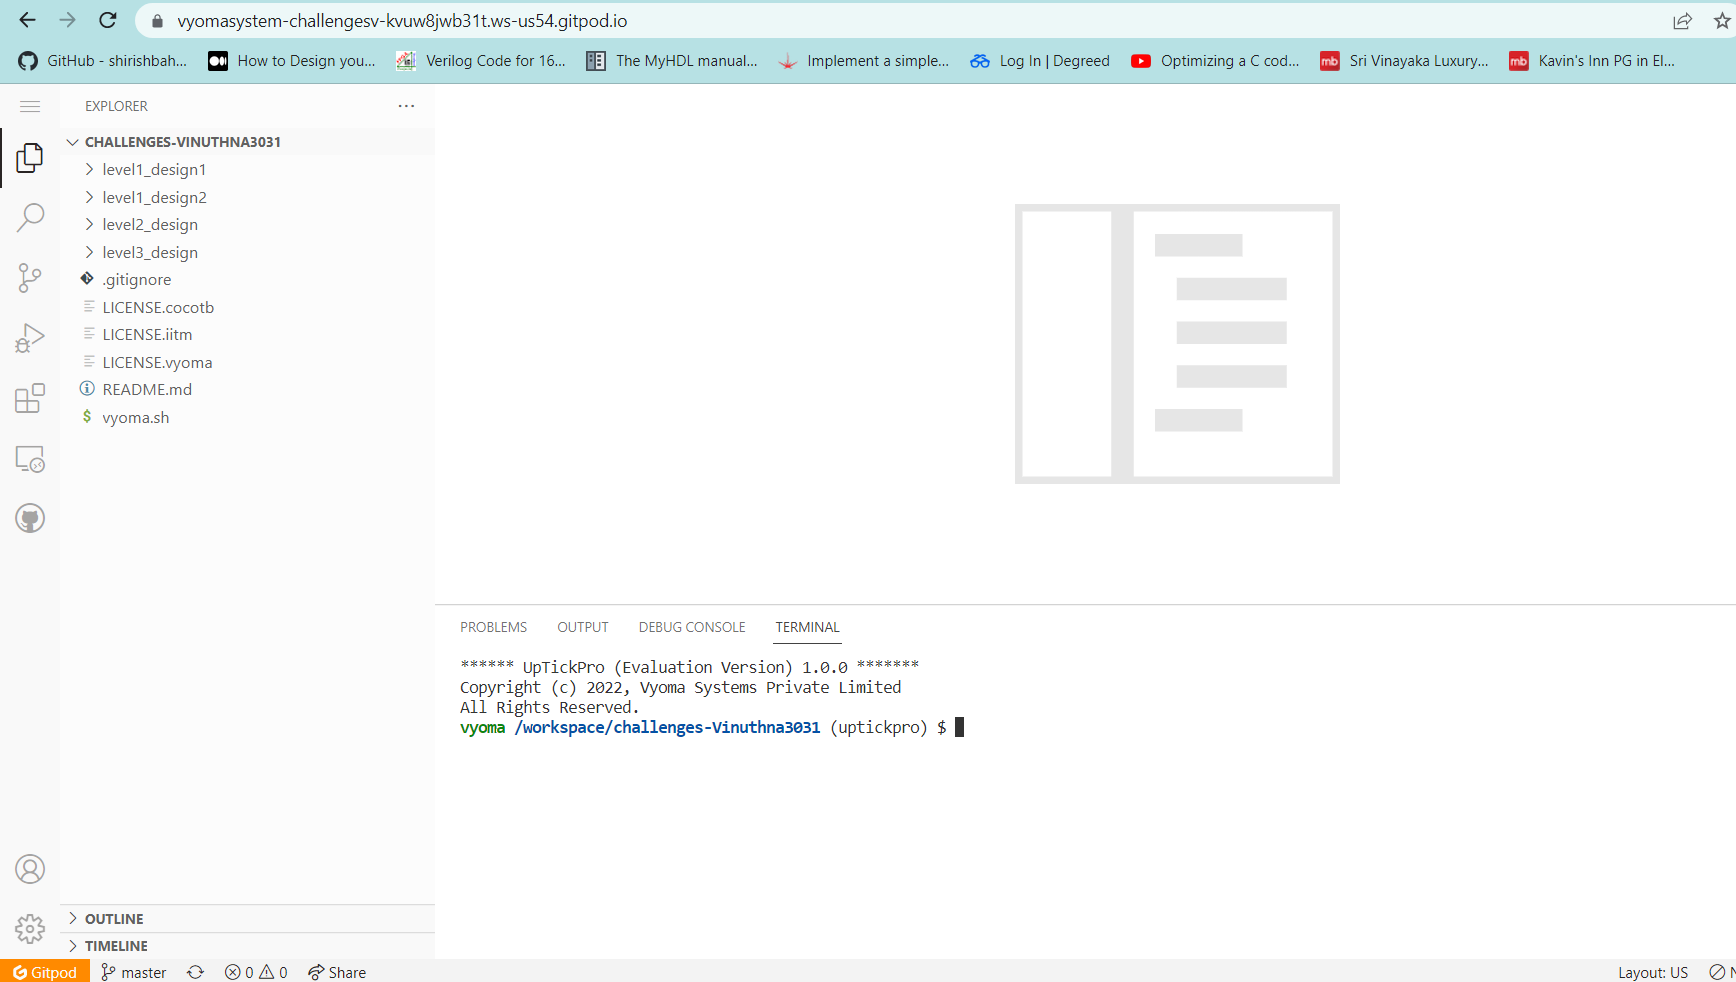 vyomasystem-challengesv-kvuw8jwb31t.ws-us54.gitpod.io
GitHub - shirishbah... How to Design you... Verilog Code for 16... The MyHDL manual... Implement a simple... Log In | Degreed Optimizing a C cod... Sri Vinayaka Luxury... Kavin's Inn PG in El...
EXPLORER ...
CHALLENGES-VINUTHNA3031
level1_design1
level1_design2
level2_design
level3_design
.gitignore
LICENSE.cocotb
LICENSE.iitm
LICENSE.vyoma
README.md
$ vyoma.sh
PROBLEMS OUTPUT DEBUG CONSOLE TERMINAL
****** UpTickPro (Evaluation Version) 1.0.0 *******
Copyright (c) 2022, Vyoma Systems Private Limited
All Rights Reserved.
vyoma /workspace/challenges-Vinuthna3031 (uptickpro) $
OUTLINE
TIMELINE
Gitpod master 0 0 Share Layout: US